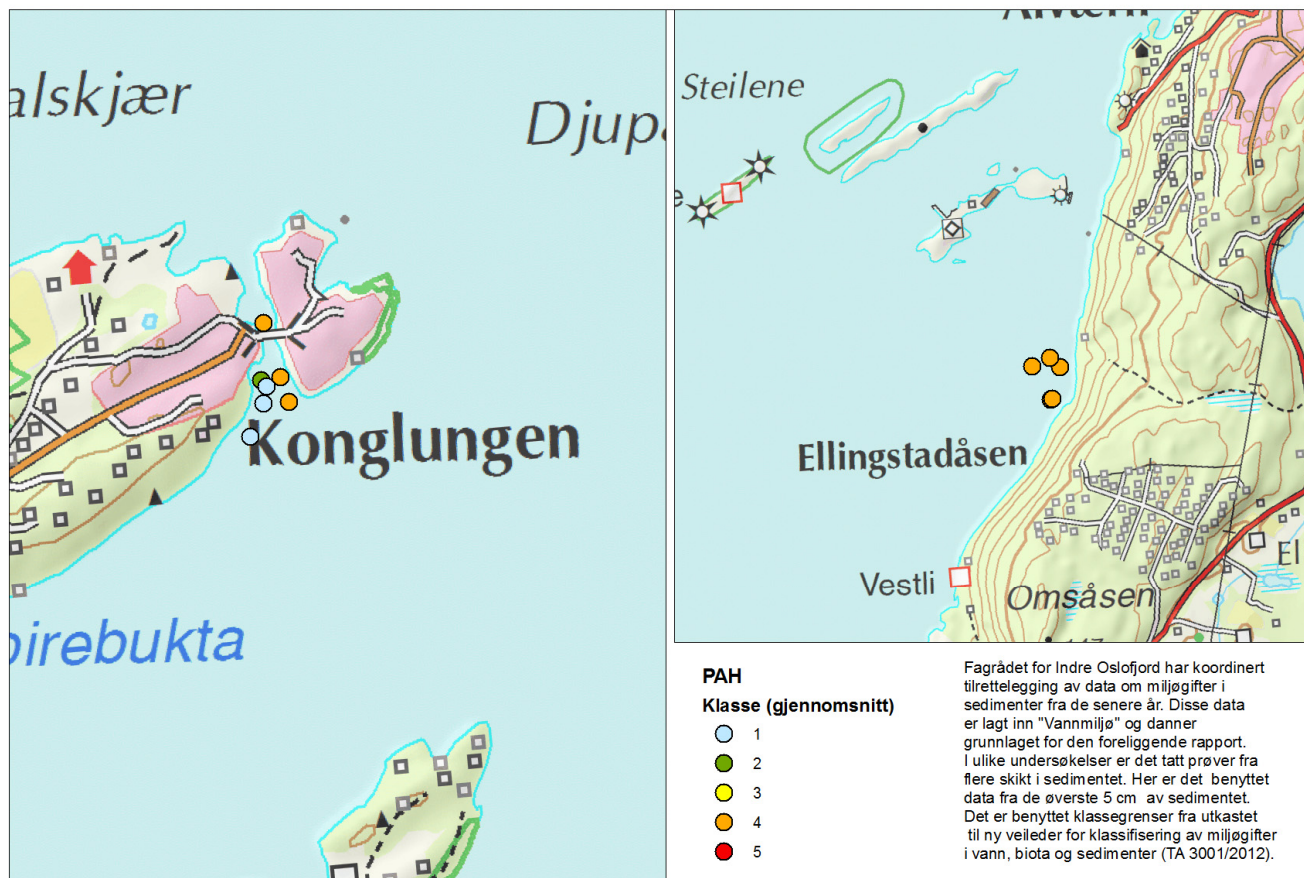 alskjær
Djupa
Konglungen
pirebukta
Steilene
e
Ellingstadåsen
Vestli
Omsåsen
El
PAH
Klasse (gjennomsnitt)
1
2
3
4
5
Fagrådet for Indre Oslofjord har koordinert
tilrettelegging av data om miljøgifter i
sedimenter fra de senere år. Disse data
er lagt inn "Vannmiljø" og danner
grunnlaget for den foreliggende rapport.
I ulike undersøkelser er det tatt prøver fra
flere skikt i sedimentet. Her er det benyttet
data fra de øverste 5 cm av sedimentet.
Det er benyttet klassegrenser fra utkastet
til ny veileder for klassifisering av miljøgifter
i vann, biota og sedimenter (TA 3001/2012).